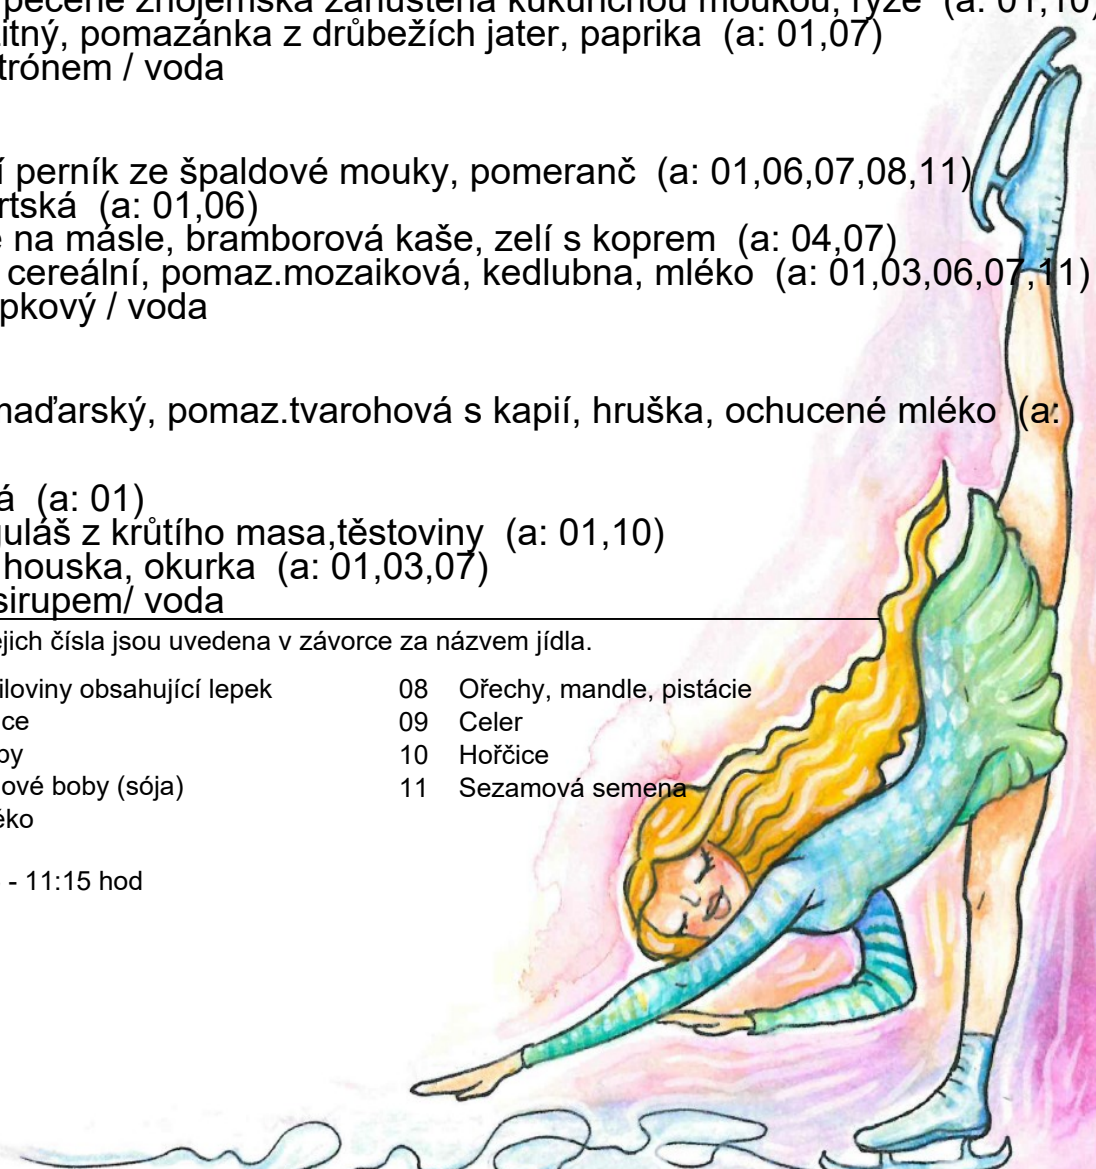 pečeně znojemská zahuštěná kukuřičnou moukou, rýže (a: 01,10)
itný, pomazánka z drůbežích jater, paprika (a: 01,07)
trónem / voda
í perník ze špaldové mouky, pomeranč (a: 01,06,07,08,11)
rtská (a: 01,06)
e na másle, bramborová kaše, zelí s koprem (a: 04,07)
cereální, pomaz.mozaiková, kedlubna, mléko (a: 01,03,06,07,11)
pkový / voda
maďarský, pomaz.tvarohová s kapií, hruška, ochucené mléko (a:
á (a: 01)
guláš z krůtího masa,těstoviny (a: 01,10)
houska, okurka (a: 01,03,07)
sirupem/ voda
ejich čísla jsou uvedena v závorce za názvem jídla.
iloviny obsahující lepek 08 Ořechy, mandle, pistácie
ce 09 Celer
by 10 Hořčice
ové boby (sója) 11 Sezamová semena
éko
- 11:15 hod